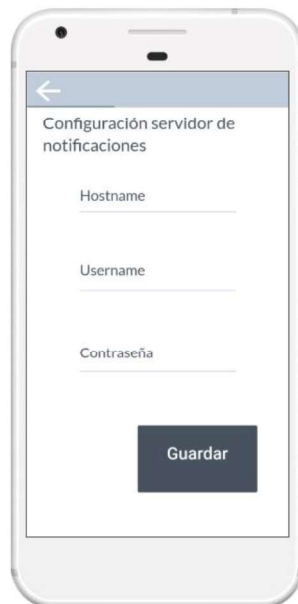 Configuración servidor de
notificaciones
Hostname
Username
Contraseña
Guardar